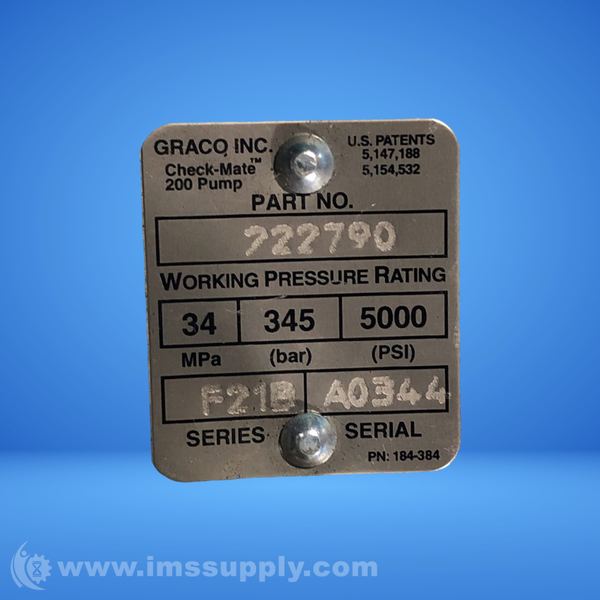 GRACO INC.
Check-Mate™
200 Pump
U.S. PATENTS
5,147,188
5,154,532
PART NO.
222790
WORKING PRESSURE RATING
34 345 5000
MPa (bar) (PSI)
F21B A0344
SERIES SERIAL
PN: 184-384
www.imssupply.com